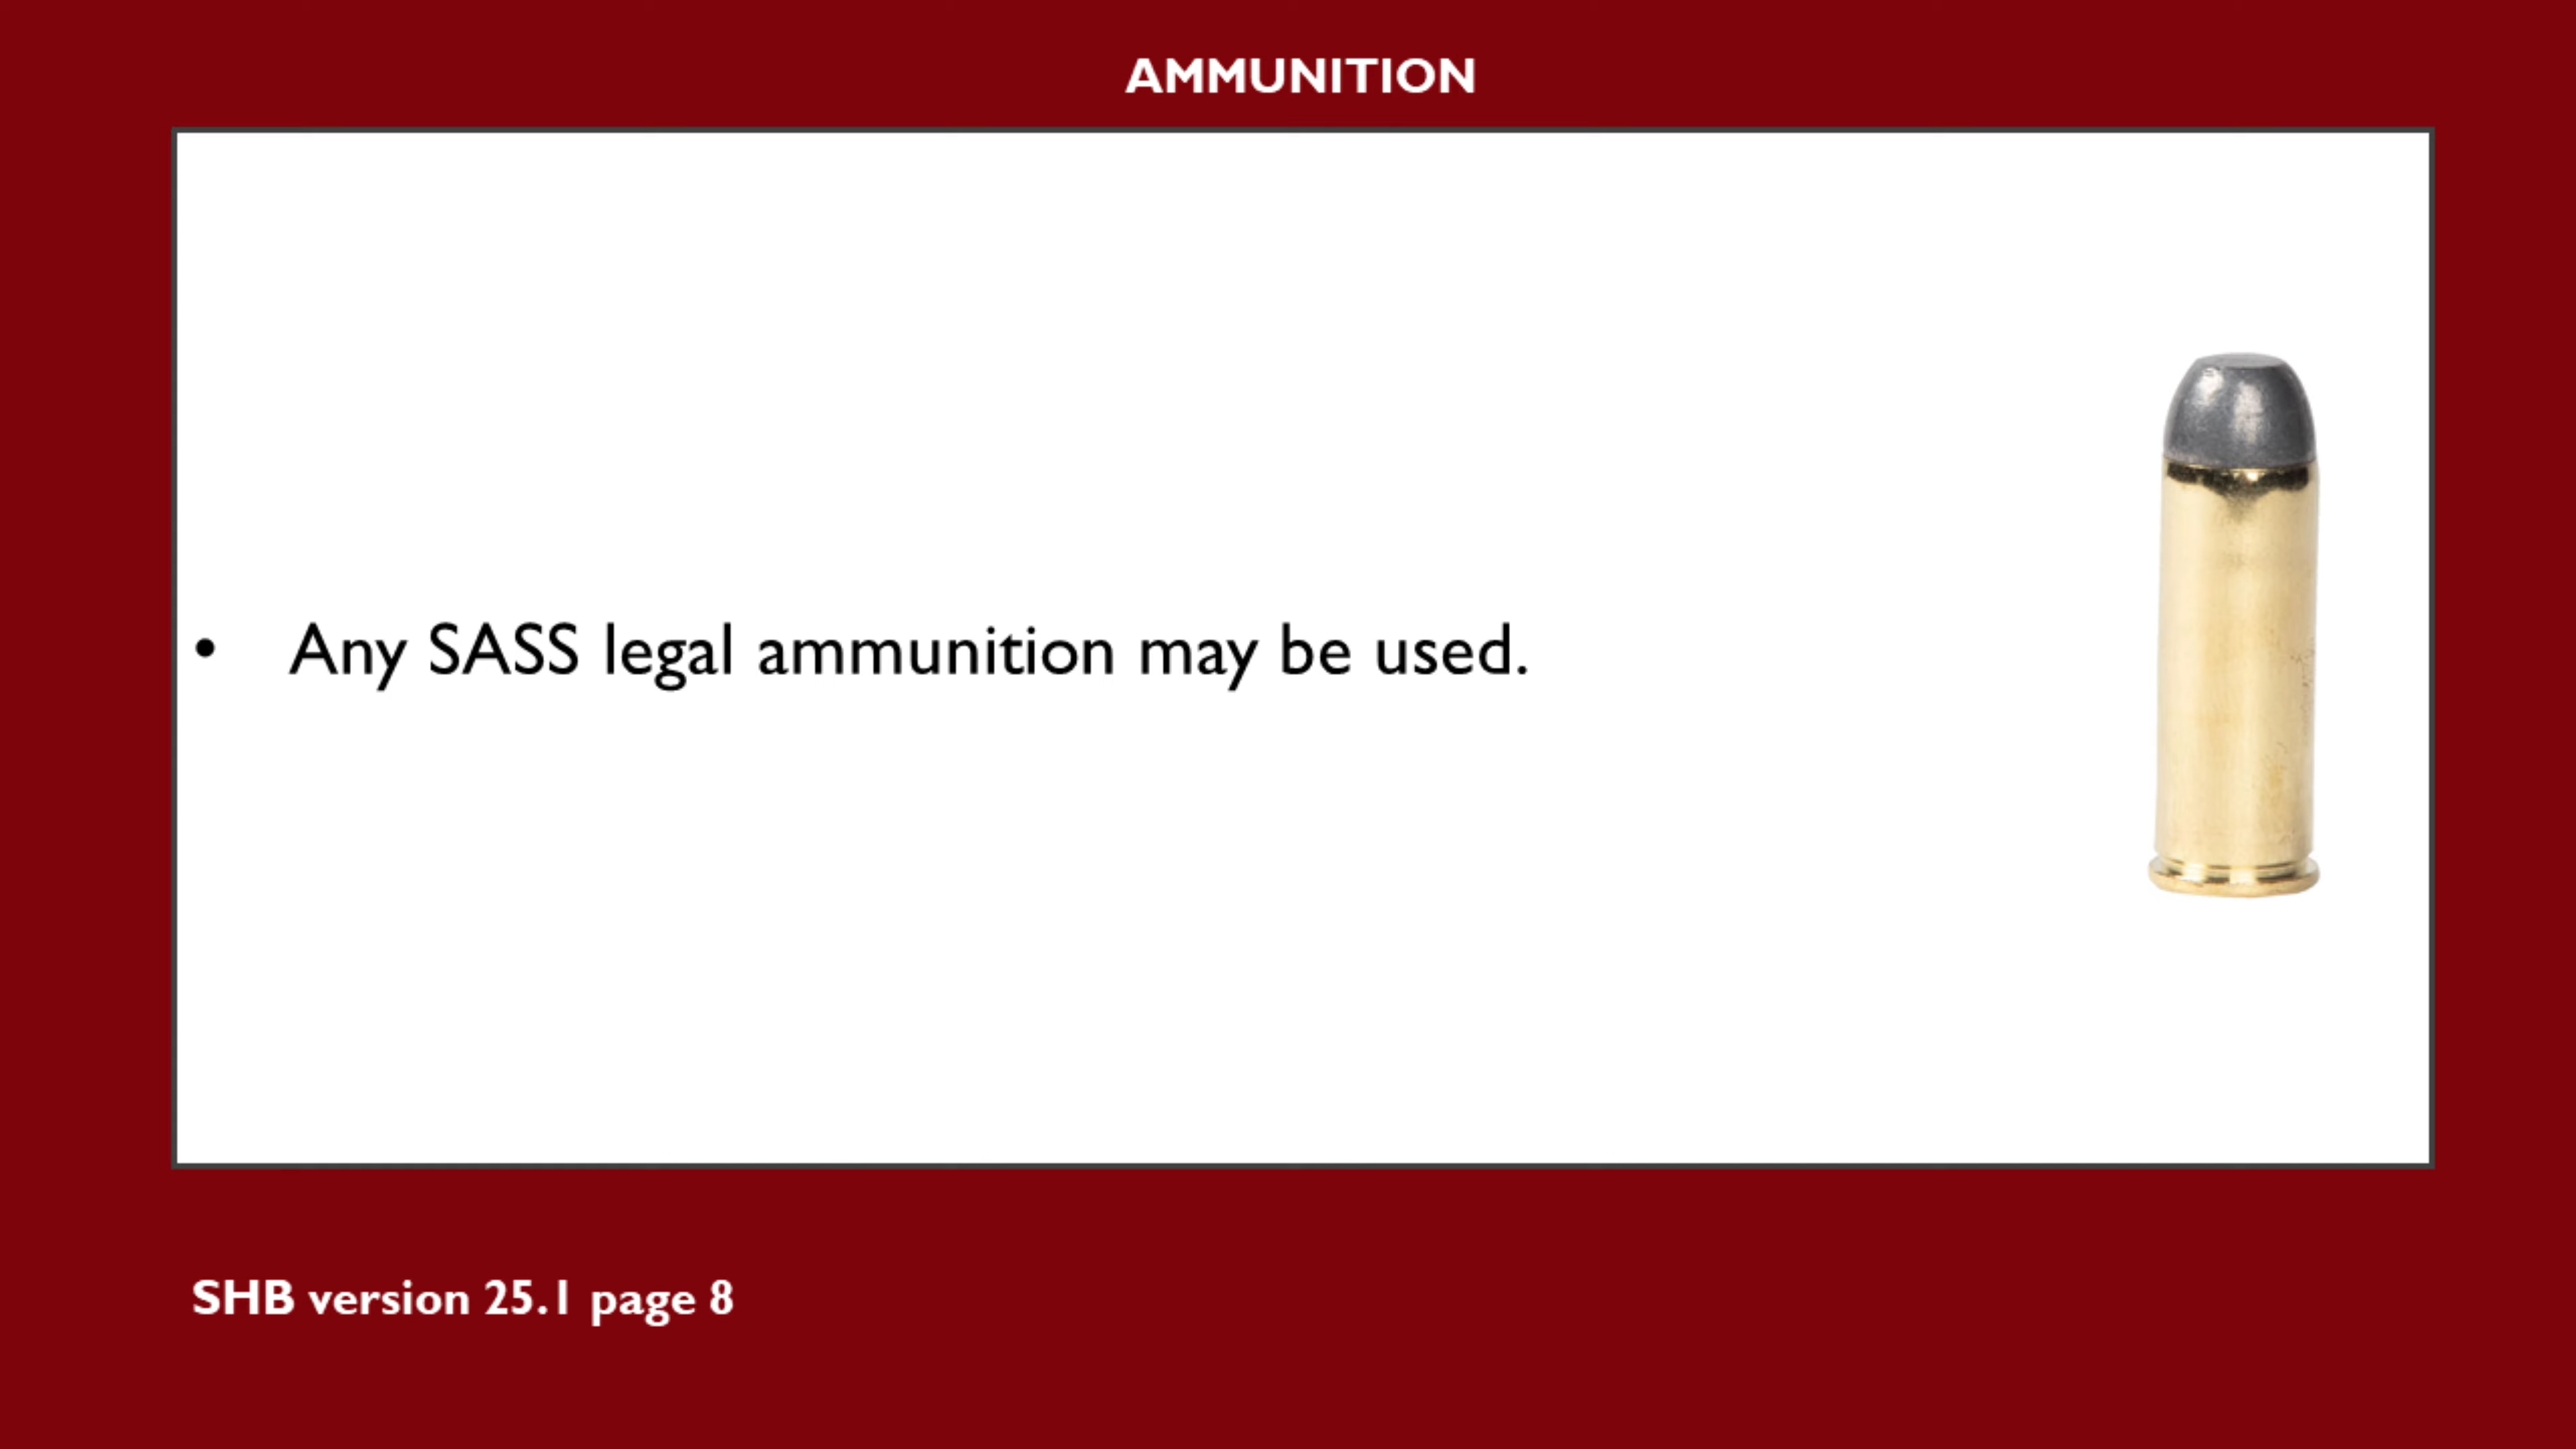 AMMUNITION
• Any SASS legal ammunition may be used.
SHB version 25.1 page 8